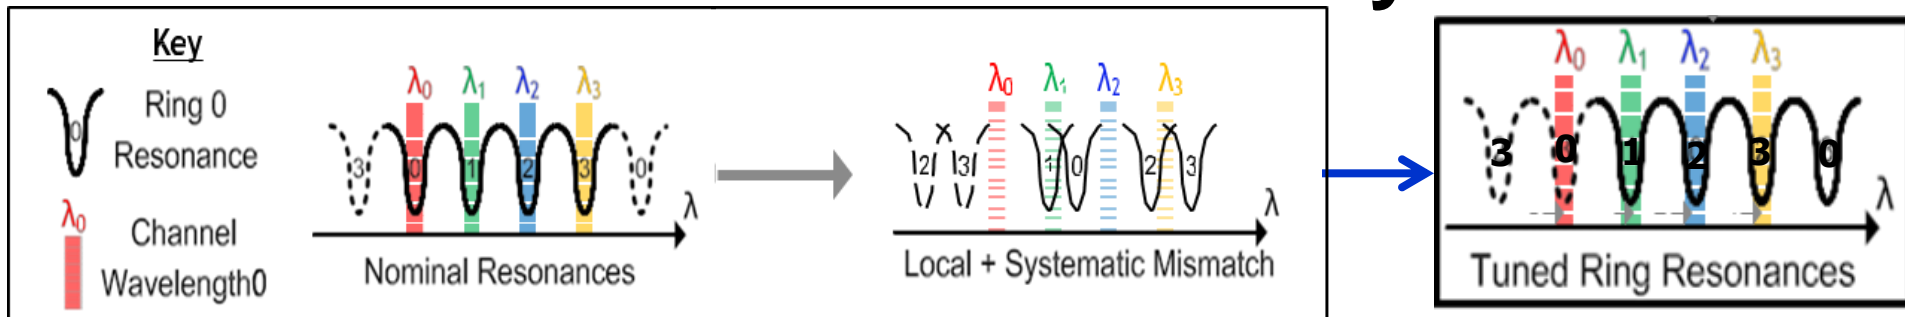 y
Key
0
Ring 0
Resonance
λ0
Channel
Wavelength0
λ0 λ1 λ2 λ3
3 0 1 2 3 0
λ
Nominal Resonances
λ0 λ1 λ2 λ3
2 3 1 0 2 3
λ
Local + Systematic Mismatch
λ0 λ1 λ2 λ3
3 0 1 2 3 0
λ
Tuned Ring Resonances